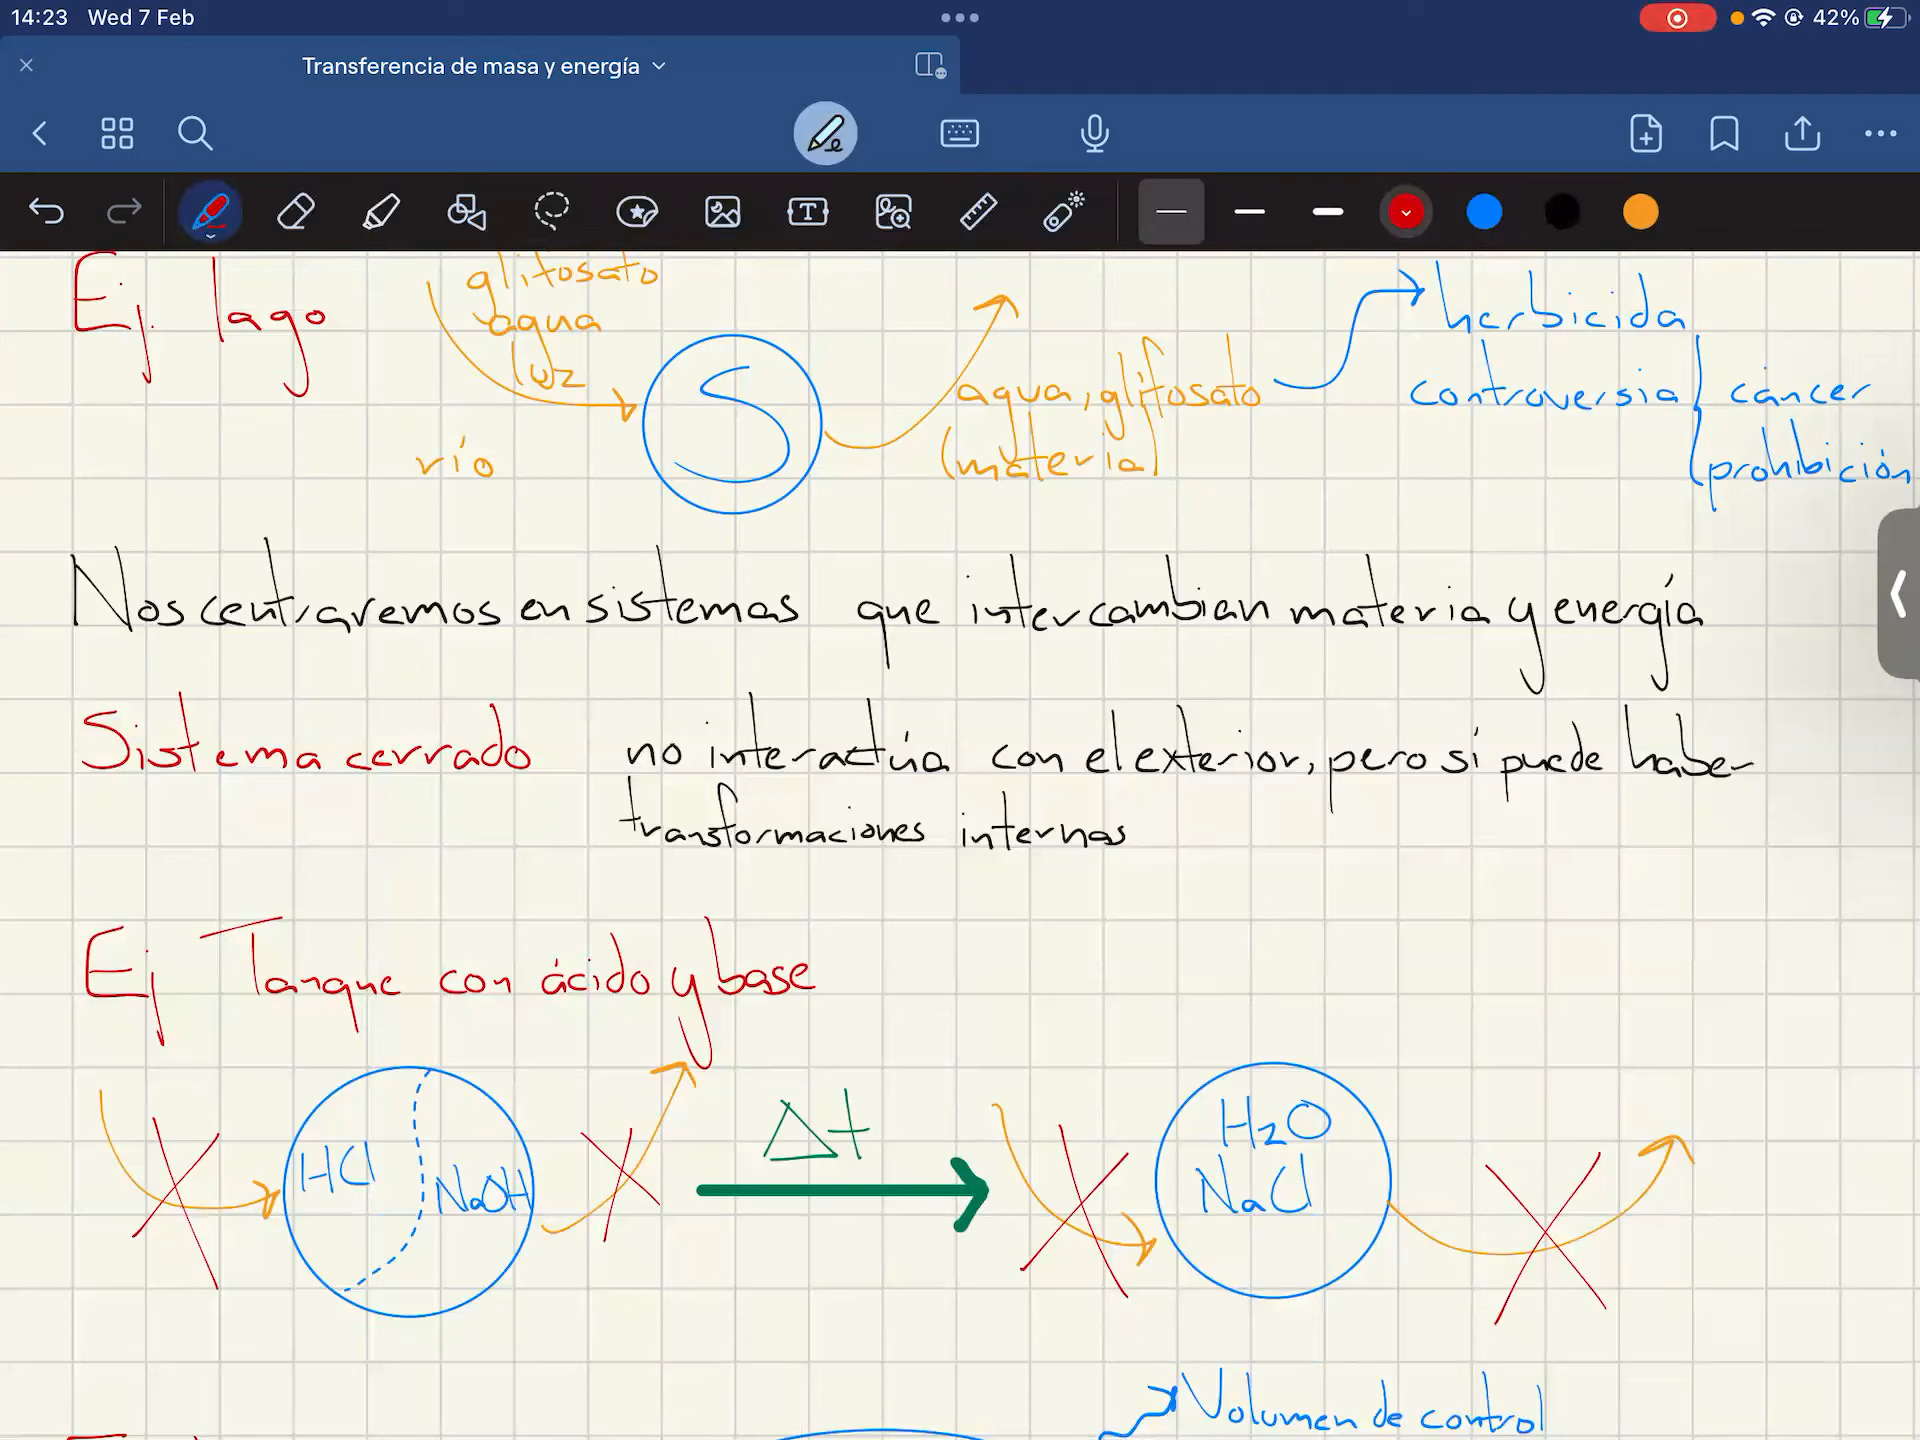 14:23 Wed 7 Feb
42%
Transferencia de masa y energía
Ej. lago
glifosato
agua
luz
río
S
agua, glifosato
(materia)
herbicida
controversia
cáncer
prohibición
Nos centraremos en sistemas que intercambian materia y energía
Sistema cerrado no interactúa con el exterior, pero sí puede haber
transformaciones internas
Ej Tanque con ácido y base
HCl
NaOH
Δt
H2O
NaCl
Volumen de control